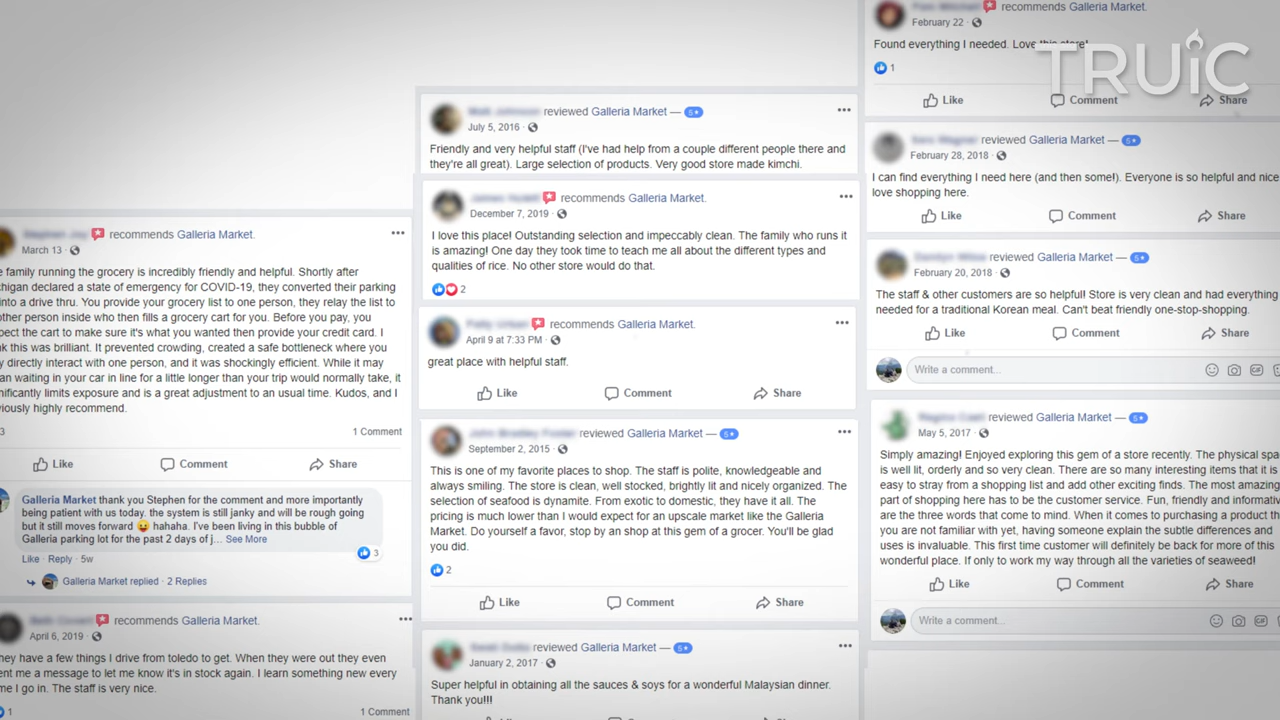 recommends Galleria Market.
March 13
e family running the grocery is incredibly friendly and helpful. Shortly after
chigan declared a state of emergency for COVID-19, they converted their parking
into a drive thru. You provide your grocery list to one person, they relay the list to
other person inside who then fills a grocery cart for you. Before you pay, you
pect the cart to make sure it's what you wanted then provide your credit card. I
nk this was brilliant. It prevented crowding, created a safe bottleneck where you
y directly interact with one person, and it was shockingly efficient. While it may
an waiting in your car in line for a little longer than your trip would normally take, it
nificantly limits exposure and is a great adjustment to an usual time. Kudos, and I
viously highly recommend.
3
1 Comment
Like Comment Share
Galleria Market thank you Stephen for the comment and more importantly
being patient with us today. the system is still janky and will be rough going
but it still moves forward 😜 hahaha. I've been living in this bubble of
Galleria parking lot for the past 2 days of j... See More
3
Like · Reply · 5w
Galleria Market replied · 2 Replies
recommends Galleria Market.
April 6, 2019
hey have a few things I drive from toledo to get. When they were out they even
ent me a message to let me know it's in stock again. I learn something new every
me I go in. The staff is very nice.
1
1 Comment
reviewed Galleria Market — 5★
July 5, 2016
Friendly and very helpful staff (I've had help from a couple different people there and
they're all great). Large selection of products. Very good store made kimchi.
recommends Galleria Market.
December 7, 2019
I love this place! Outstanding selection and impeccably clean. The family who runs it
is amazing! One day they took time to teach me all about the different types and
qualities of rice. No other store would do that.
2
recommends Galleria Market.
April 9 at 7:33 PM
great place with helpful staff.
Like Comment Share
reviewed Galleria Market — 5★
September 2, 2015
This is one of my favorite places to shop. The staff is polite, knowledgeable and
always smiling. The store is clean, well stocked, brightly lit and nicely organized. The
selection of seafood is dynamite. From exotic to domestic, they have it all. The
pricing is much lower than I would expect for an upscale market like the Galleria
Market. Do yourself a favor, stop by an shop at this gem of a grocer. You'll be glad
you did.
2
Like Comment Share
reviewed Galleria Market — 5★
January 2, 2017
Super helpful in obtaining all the sauces & soys for a wonderful Malaysian dinner.
Thank you!!!
recommends Galleria Market.
February 22
Found everything I needed. Love this store!
1
Like Comment Share
TRUiC
reviewed Galleria Market — 5★
February 28, 2018
I can find everything I need here (and then some!). Everyone is so helpful and nice
love shopping here.
Like Comment Share
reviewed Galleria Market — 5★
February 20, 2018
The staff & other customers are so helpful! Store is very clean and had everything
needed for a traditional Korean meal. Can't beat friendly one-stop-shopping.
Like Comment Share
Write a comment...
reviewed Galleria Market — 5★
May 5, 2017
Simply amazing! Enjoyed exploring this gem of a store recently. The physical spa
is well lit, orderly and so very clean. There are so many interesting items that it is
easy to stray from a shopping list and add other exciting finds. The most amazing
part of shopping here has to be the customer service. Fun, friendly and informativ
are the three words that come to mind. When it comes to purchasing a product th
you are not familiar with yet, having someone explain the subtle differences and
uses is invaluable. This first time customer will definitely be back for more of this
wonderful place. If only to work my way through all the varieties of seaweed!
Like Comment Share
Write a comment...